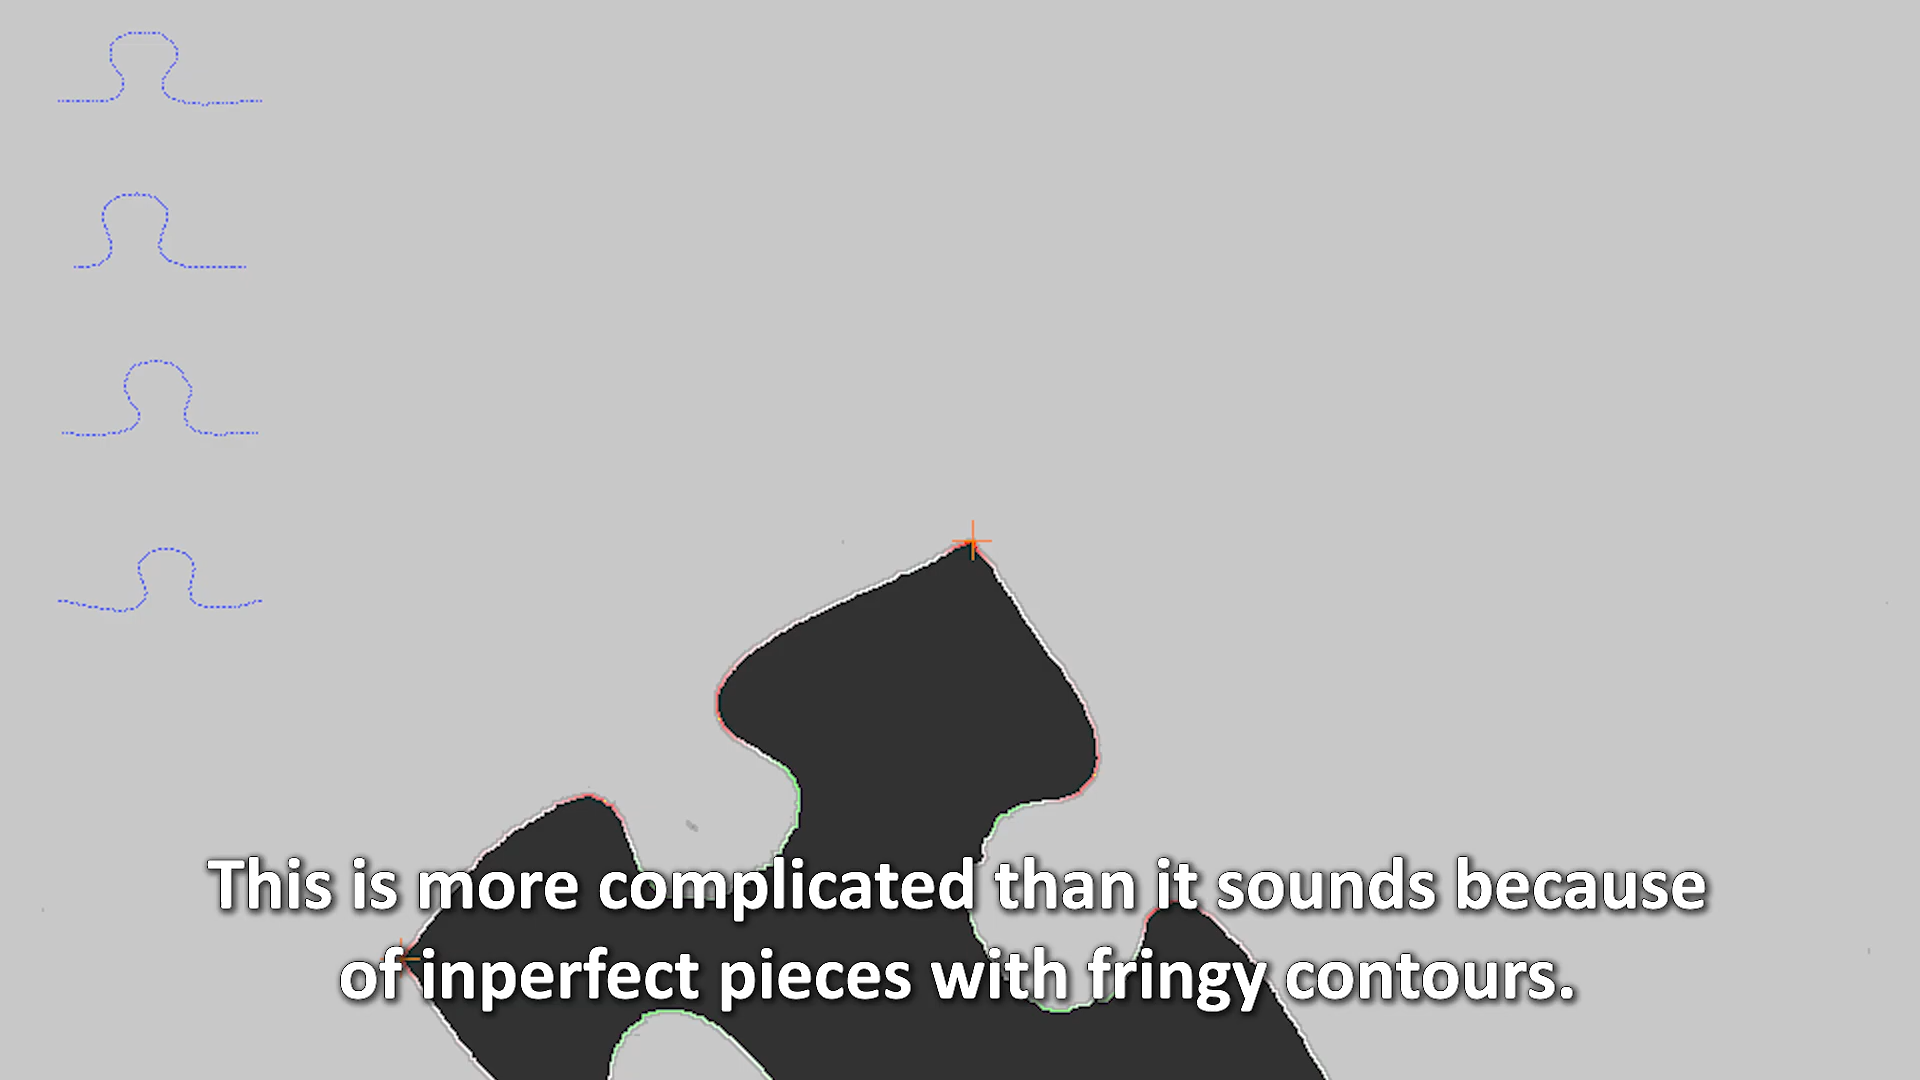 This is more complicated than it sounds because
of inperfect pieces with fringy contours.